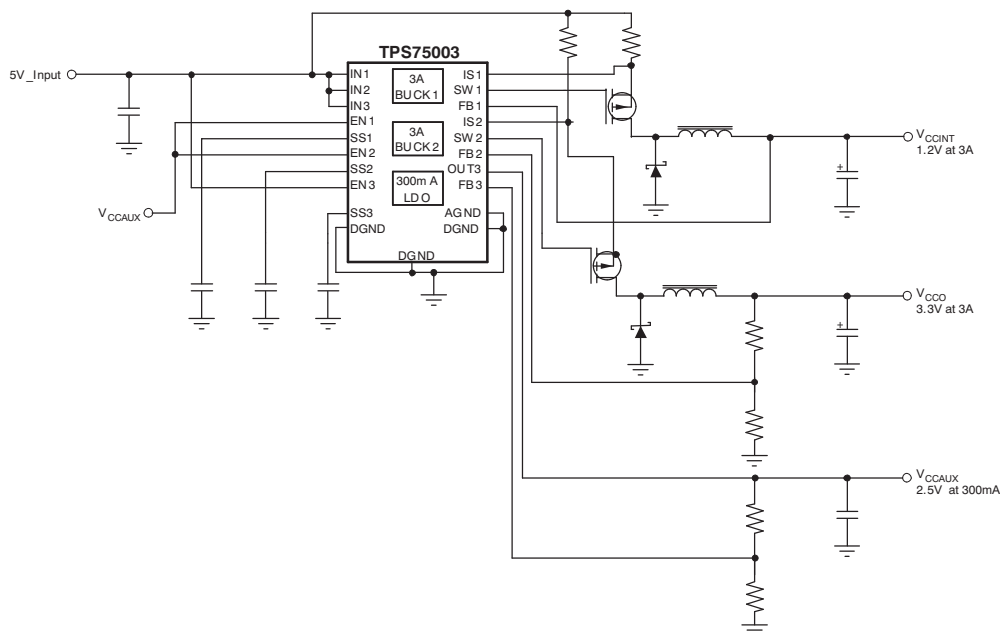 TPS75003
5V_Input
IN1
IN2
IN3
EN1
SS1
EN2
SS2
EN3
SS3
DGND
3A
BUCK1
3A
BUCK2
300mA
LDO
DGND
IS1
SW1
FB1
IS2
SW2
FB2
OUT3
FB3
AGND
DGND
VCCAUX
VCCINT
1.2V at 3A
VCCO
3.3V at 3A
VCCAUX
2.5V at 300mA
+
+